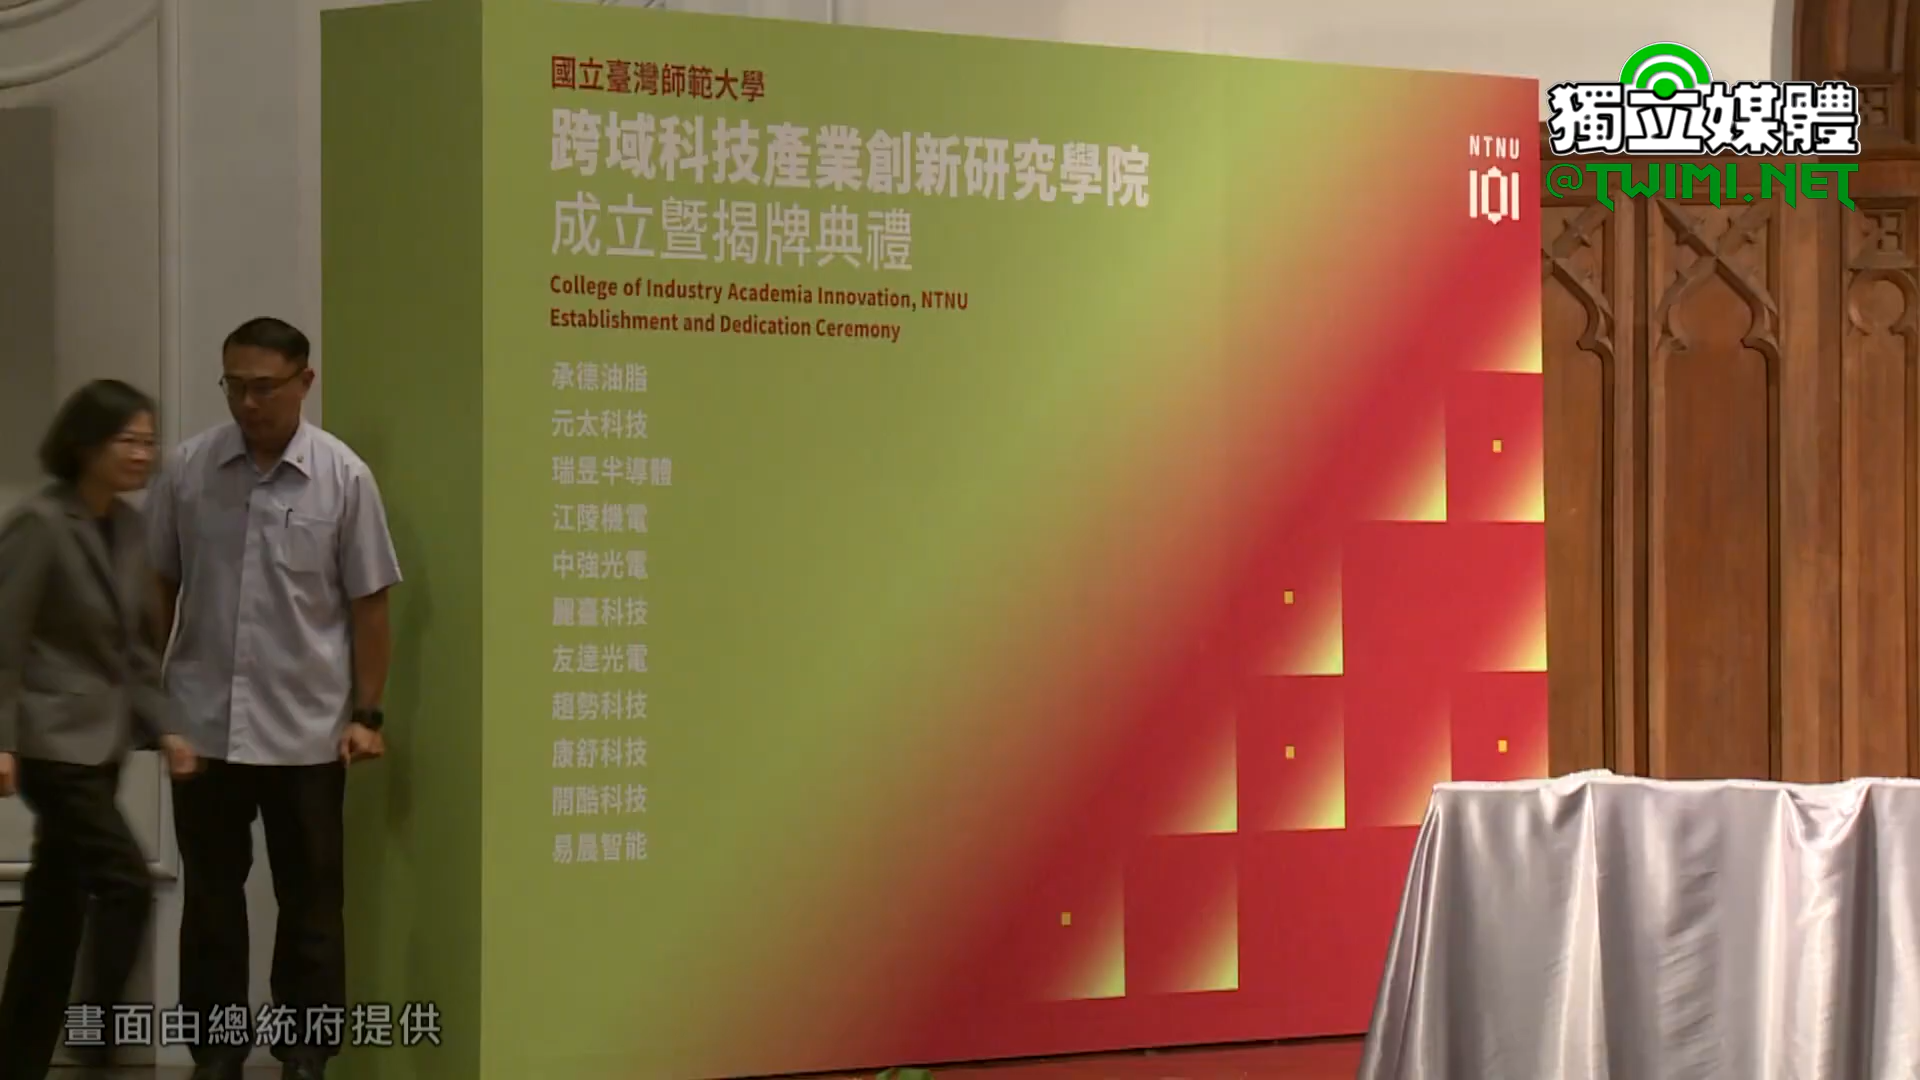 國立臺灣師範大學
跨域科技產業創新研究學院
成立暨揭牌典禮
College of Industry Academia Innovation, NTNU
Establishment and Dedication Ceremony
承德油脂
元太科技
瑞昱半導體
江陵機電
中強光電
麗臺科技
友達光電
趨勢科技
康舒科技
開酷科技
易晨智能
NTNU
101
獨立媒體
@TWIMI.NET
畫面由總統府提供